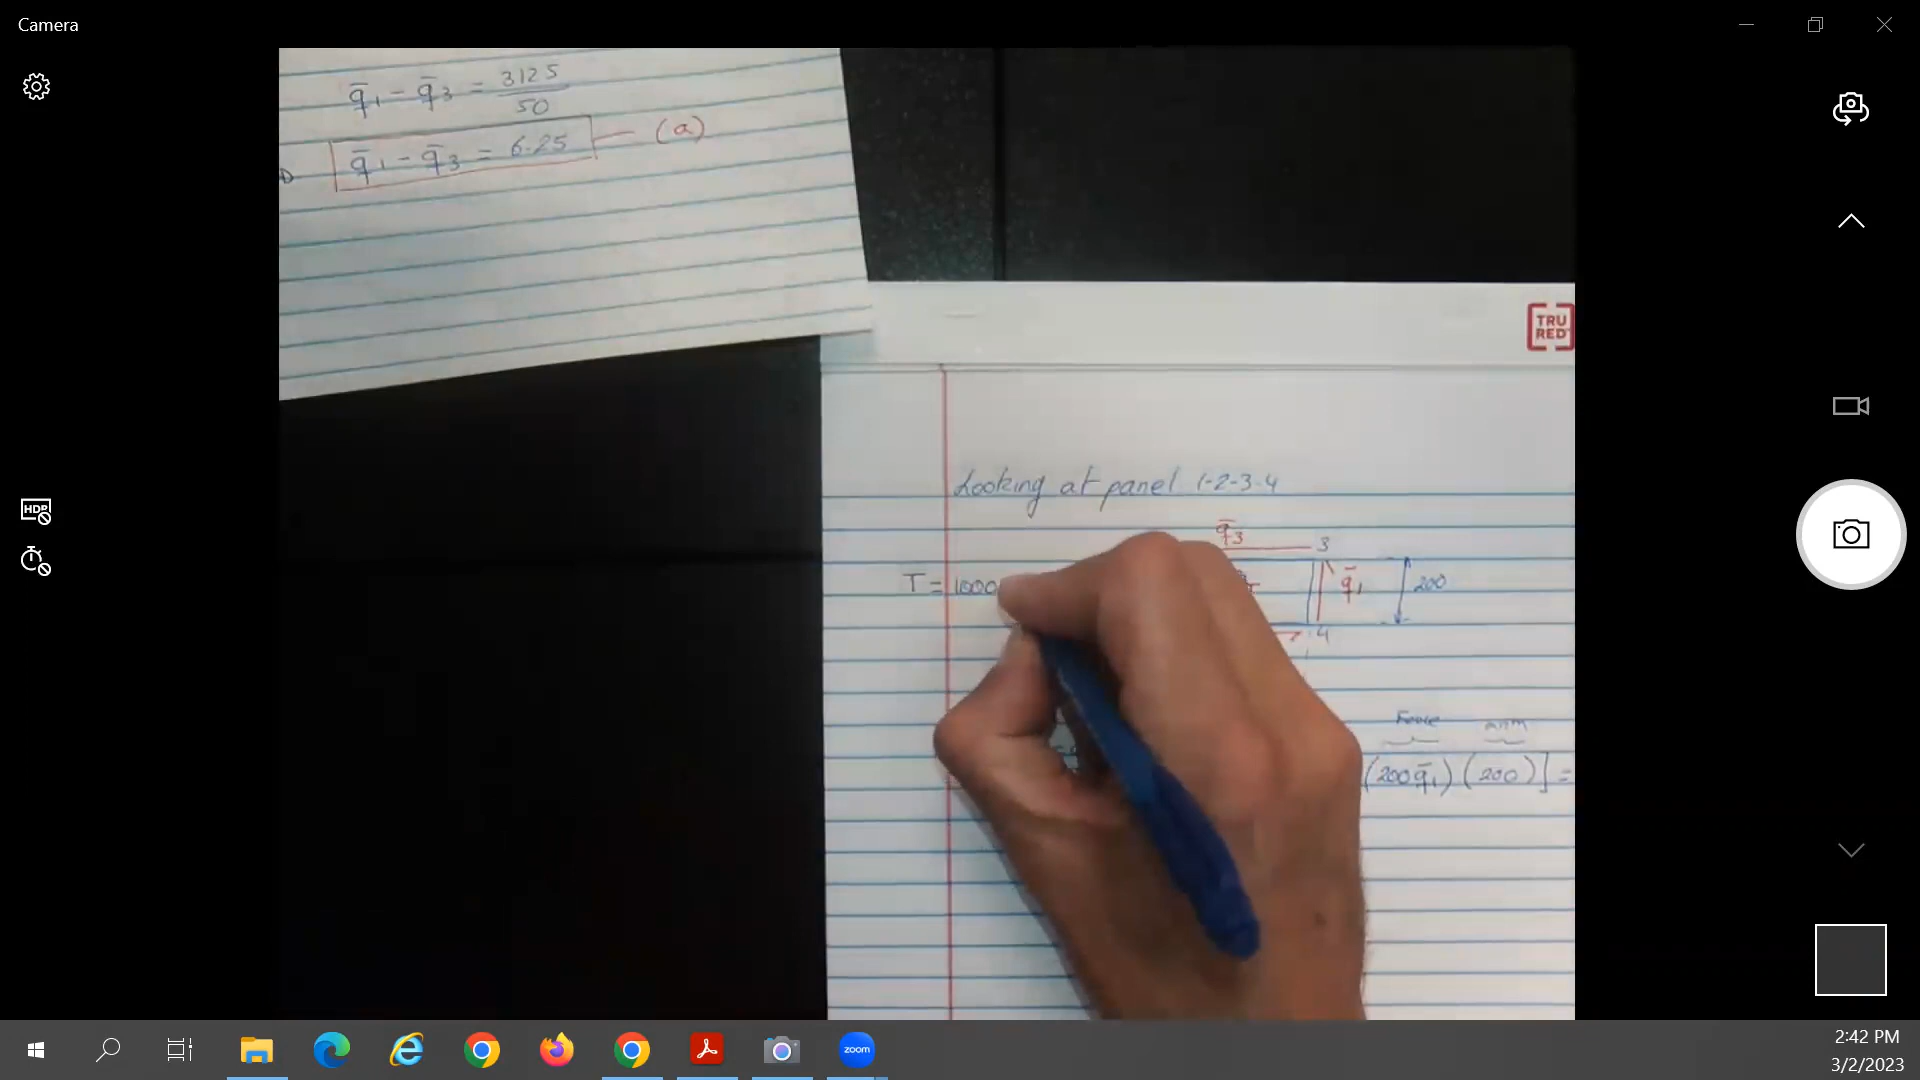 Camera
q̄1 - q̄3 = 3125
50
q̄1 - q̄3 = 6.25 (a)
TRU
RED
Looking at panel 1-2-3-4
q̄3
3
T = 1000
q̄1
200
4
Force arm
(200q̄1) (200)] =
HDR
zoom
2:42 PM
3/2/2023